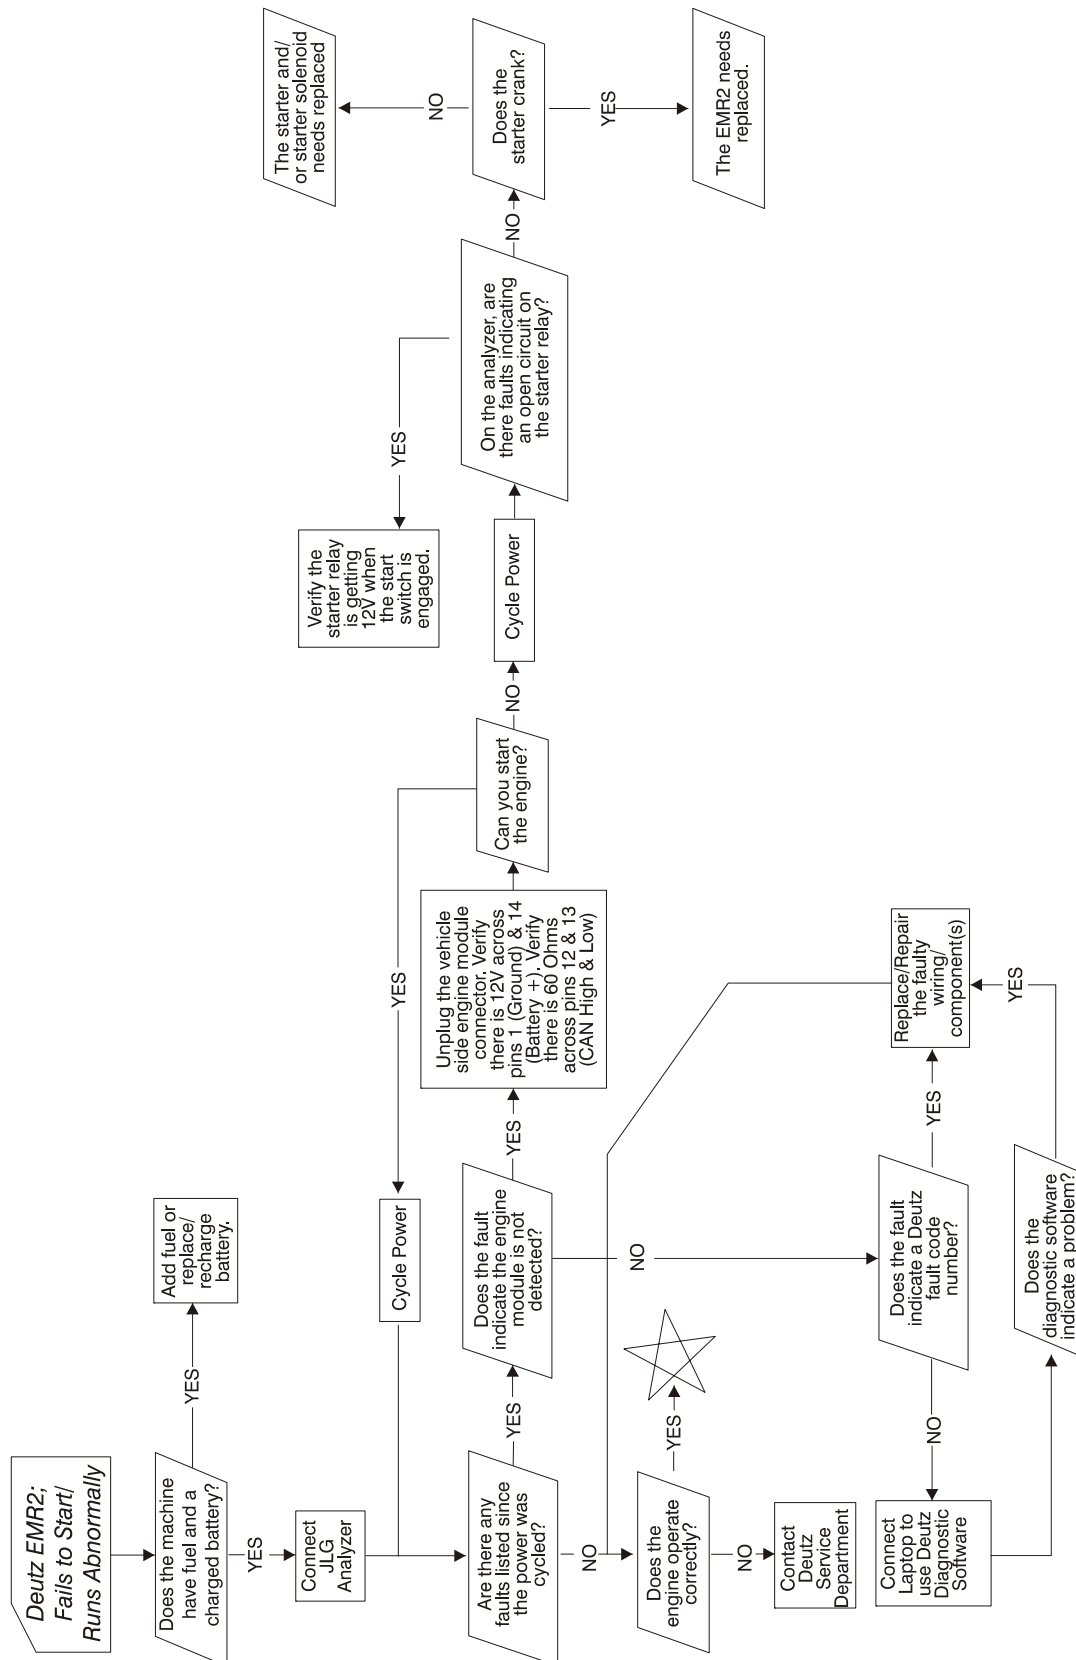 Deutz EMR2;
Fails to Start/
Runs Abnormally
Does the machine
have fuel and a
charged battery?
YES
Add fuel or
replace/
recharge
battery.
YES
Connect
JLG
Analyzer
Are there any
faults listed since
the power was
cycled?
YES
NO
Does the
engine operate
correctly?
YES
NO
Contact
Deutz
Service
Department
Cycle Power
Does the fault
indicate the engine
module is not
detected?
YES
NO
Unplug the vehicle
side engine module
connector. Verify
there is 12V across
pins 1 (Ground) & 14
(Battery +). Verify
there is 60 Ohms
across pins 12 & 13
(CAN High & Low)
Can you start
the engine?
YES
NO
Cycle Power
On the analyzer, are
there faults indicating
an open circuit on
the starter relay?
YES
Verify the
starter relay
is getting
12V when
the start
switch is
engaged.
NO
Does the
starter crank?
NO
The starter and/
or starter solenoid
needs replaced
YES
The EMR2 needs
replaced.
Does the fault
indicate a Deutz
fault code
number?
YES
Replace/Repair
the faulty
wiring/
component(s)
NO
Connect
Laptop to
use Deutz
Diagnostic
Software
Does the
diagnostic software
indicate a problem?
YES